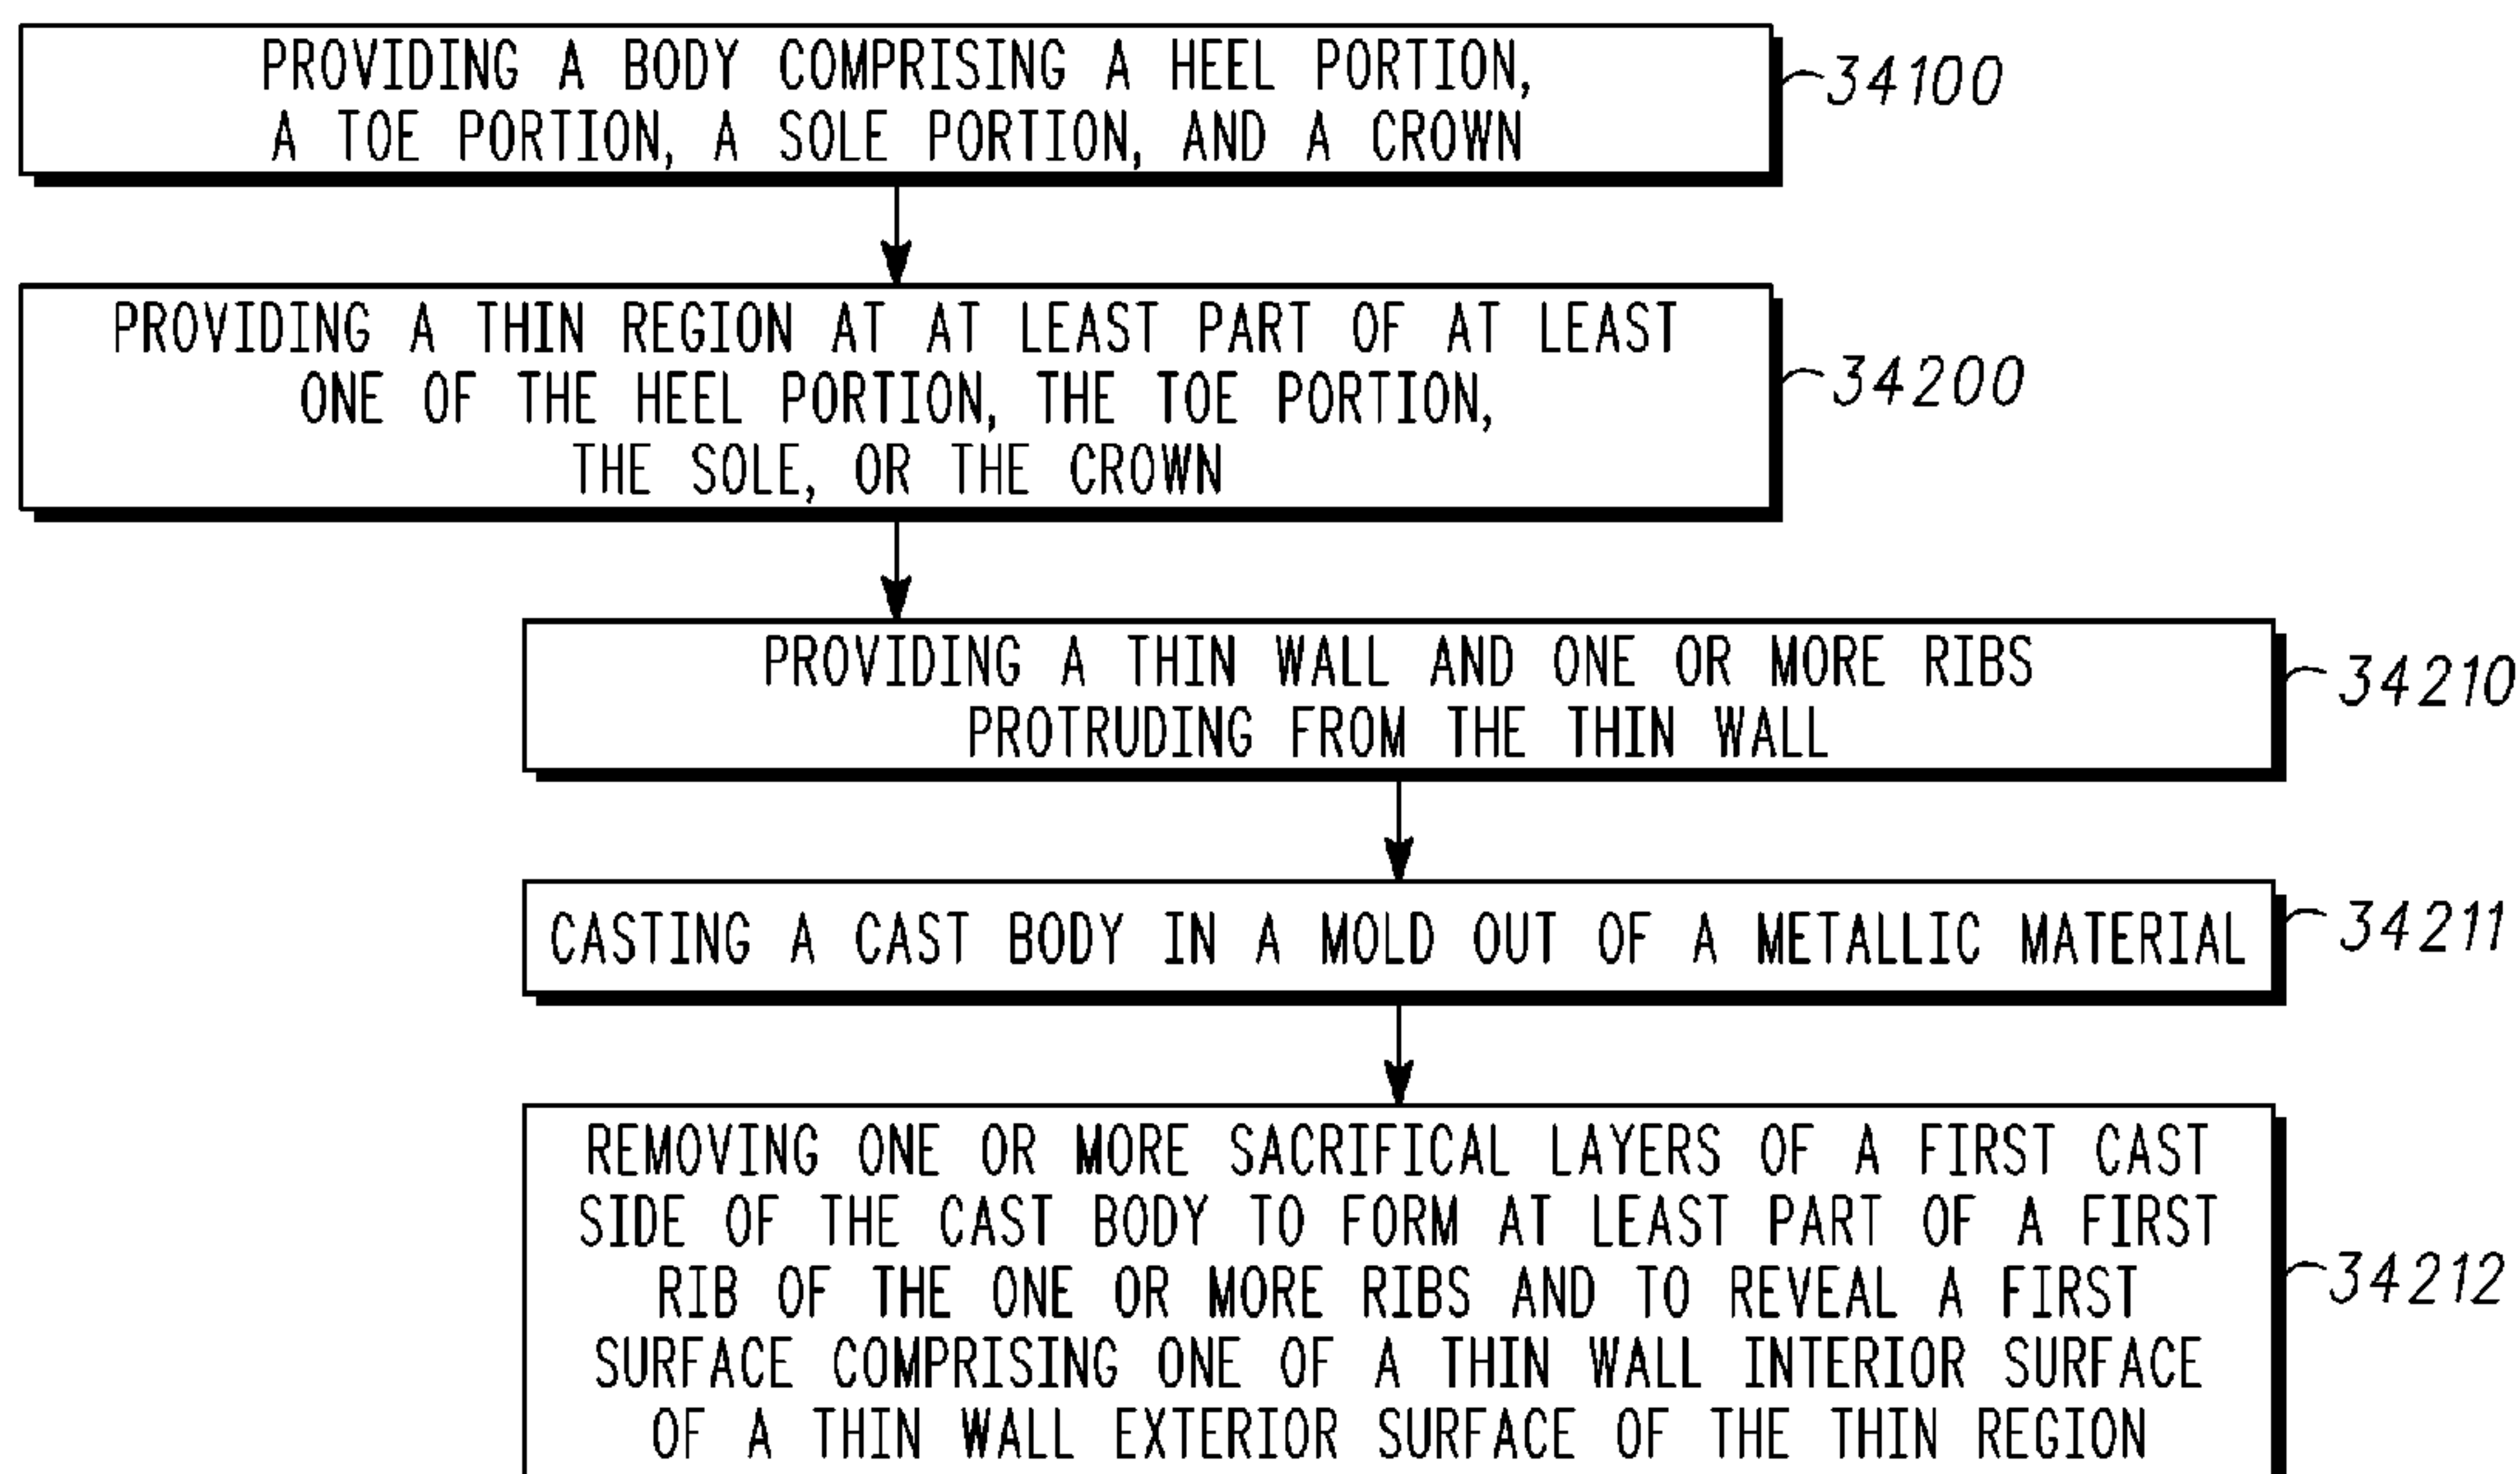 PROVIDING A BODY COMPRISING A HEEL PORTION,
A TOE PORTION, A SOLE PORTION, AND A CROWN
34100
PROVIDING A THIN REGION AT AT LEAST PART OF AT LEAST
ONE OF THE HEEL PORTION, THE TOE PORTION,
THE SOLE, OR THE CROWN
34200
PROVIDING A THIN WALL AND ONE OR MORE RIBS
PROTRUDING FROM THE THIN WALL
34210
CASTING A CAST BODY IN A MOLD OUT OF A METALLIC MATERIAL
34211
REMOVING ONE OR MORE SACRIFICAL LAYERS OF A FIRST CAST
SIDE OF THE CAST BODY TO FORM AT LEAST PART OF A FIRST
RIB OF THE ONE OR MORE RIBS AND TO REVEAL A FIRST
SURFACE COMPRISING ONE OF A THIN WALL INTERIOR SURFACE
OF A THIN WALL EXTERIOR SURFACE OF THE THIN REGION
34212